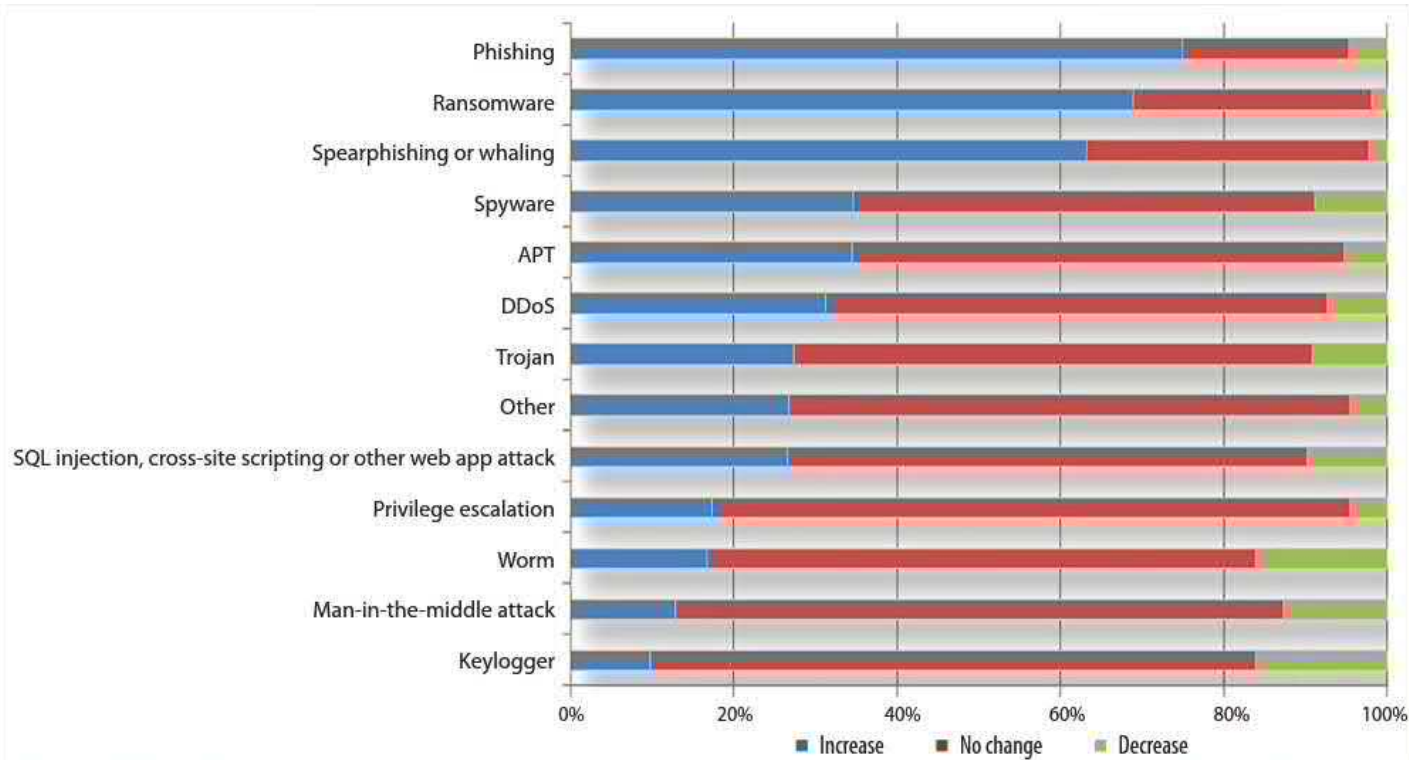 Phishing
Ransomware
Spearphishing or whaling
Spyware
APT
DDoS
Trojan
Other
SQL injection, cross-site scripting or other web app attack
Privilege escalation
Worm
Man-in-the-middle attack
Keylogger
0% 20% 40% 60% 80% 100%
Increase No change Decrease